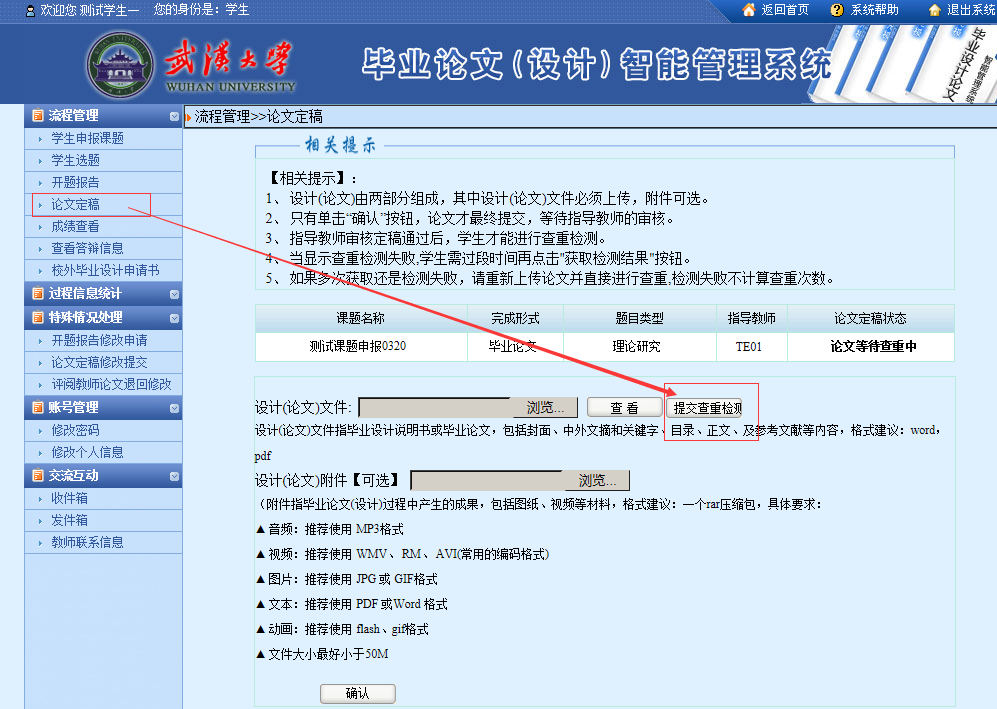 欢迎您 测试学生一 您的身份是：学生 返回首页 系统帮助 退出系统
武汉大学
WUHAN UNIVERSITY
毕业论文(设计)智能管理系统
毕业设计论文
智能管理系统
流程管理
学生申报课题
学生选题
开题报告
论文定稿
成绩查看
查看答辩信息
校外毕业设计申请书
过程信息统计
特殊情况处理
开题报告修改申请
论文定稿修改提交
评阅教师论文退回修改
账号管理
修改密码
修改个人信息
交流互动
收件箱
发件箱
教师联系信息
流程管理>>论文定稿
相关提示
【相关提示】：
1、 设计(论文)由两部分组成，其中设计(论文)文件必须上传，附件可选。
2、 只有单击“确认”按钮，论文才最终提交，等待指导教师的审核。
3、 指导教师审核定稿通过后，学生才能进行查重检测。
4、 当显示查重检测失败,学生需过段时间再点击"获取检测结果"按钮。
5、 如果多次获取还是检测失败，请重新上传论文并直接进行查重,检测失败不计算查重次数。
课题名称 完成形式 题目类型 指导教师 论文定稿状态
测试课题申报0320 毕业论文 理论研究 TE01 论文等待查重中
设计(论文)文件: 浏览... 查 看 提交查重检测
设计(论文)文件指毕业设计说明书或毕业论文，包括封面、中外文摘和关键字、目录、正文、及参考文献等内容，格式建议：word，
pdf
设计(论文)附件【可选】 浏览...
（附件指毕业论文(设计)过程中产生的成果，包括图纸、视频等材料，格式建议：一个rar压缩包，具体要求：
▲音频：推荐使用 MP3格式
▲视频：推荐使用 WMV、RM、AVI(常用的编码格式)
▲图片：推荐使用 JPG 或 GIF格式
▲文本：推荐使用 PDF 或Word 格式
▲动画：推荐使用 flash、gif格式
▲文件大小最好小于50M
确认